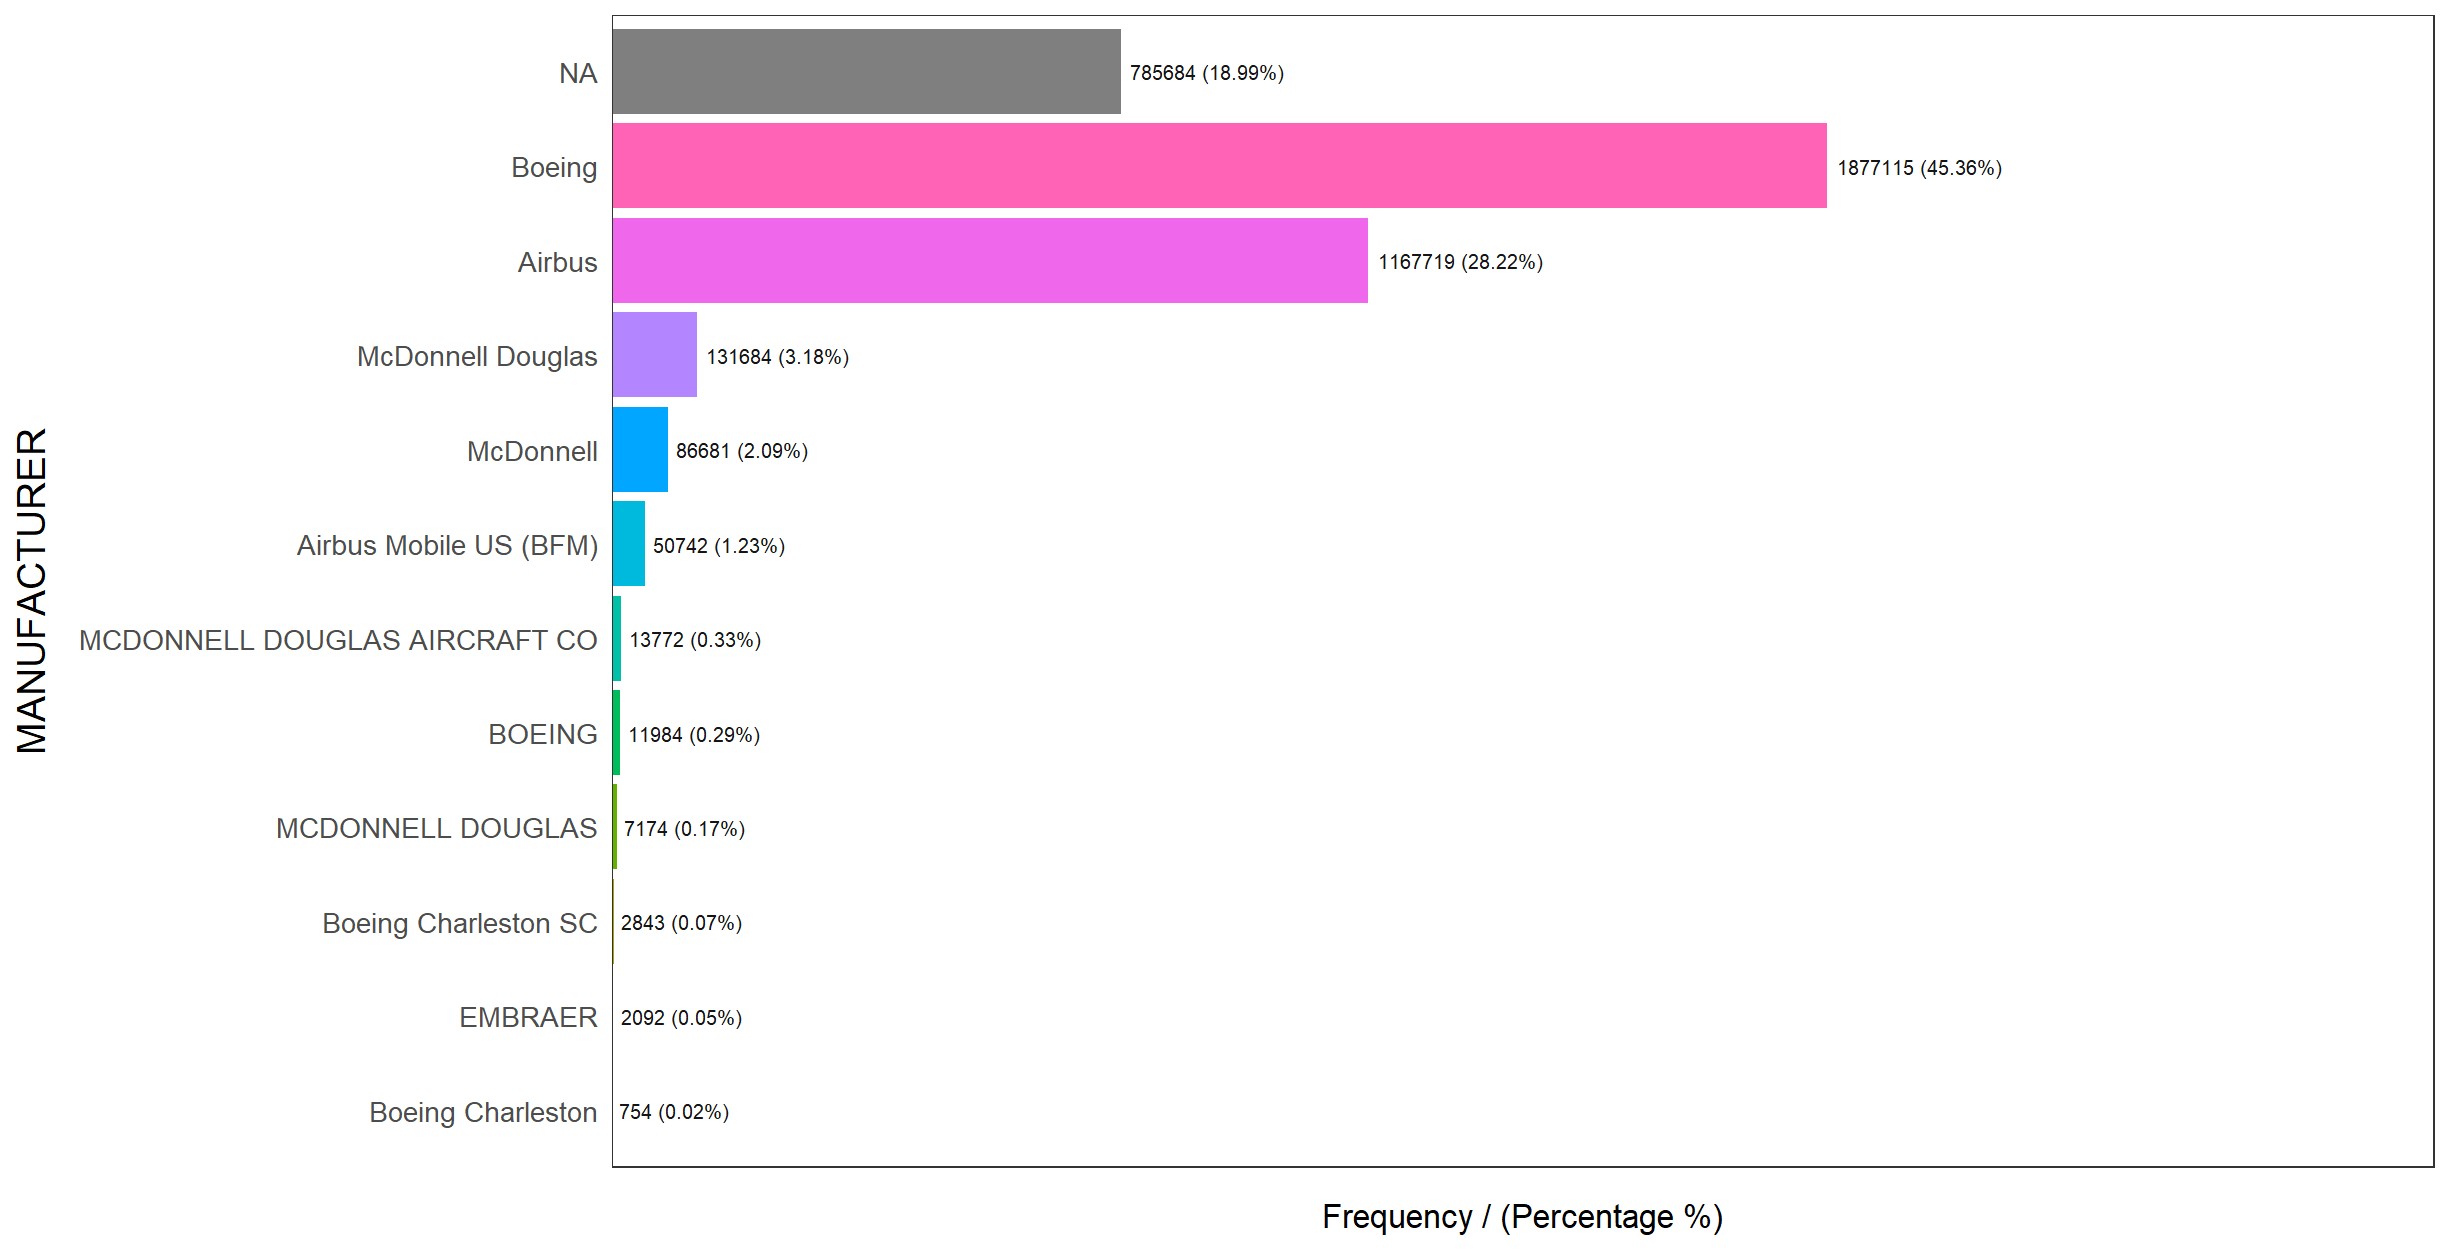 NA
785684 (18.99%)
Boeing
1877115 (45.36%)
Airbus
1167719 (28.22%)
McDonnell Douglas
131684 (3.18%)
McDonnell
86681 (2.09%)
Airbus Mobile US (BFM)
50742 (1.23%)
MCDONNELL DOUGLAS AIRCRAFT CO
13772 (0.33%)
BOEING
11984 (0.29%)
MCDONNELL DOUGLAS
7174 (0.17%)
Boeing Charleston SC
2843 (0.07%)
EMBRAER
2092 (0.05%)
Boeing Charleston
754 (0.02%)
MANUFACTURER
Frequency / (Percentage %)